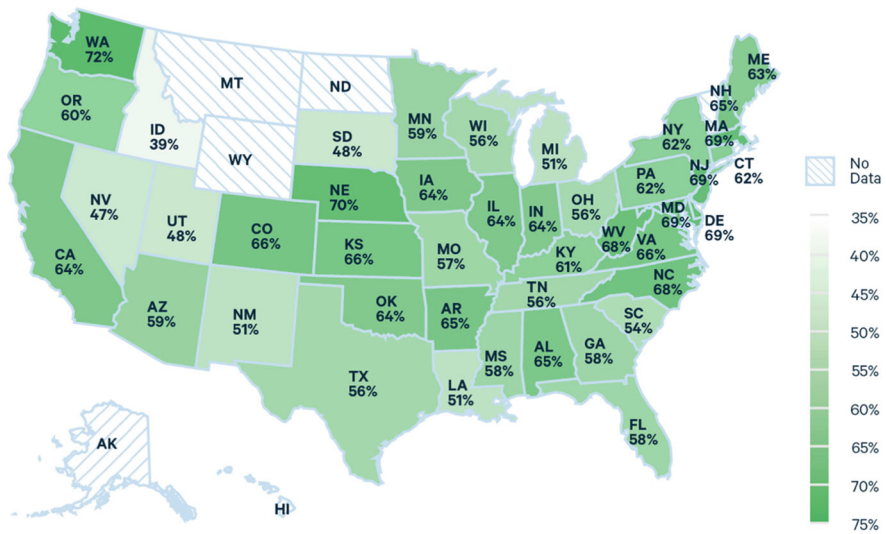 WA
72%
MT
ND
ME
63%
OR
60%
ID
39%
WY
SD
48%
MN
59%
WI
56%
MI
51%
NY
62%
NH
65%
MA
69%
CT
62%
NJ
69%
PA
62%
NV
47%
UT
48%
CO
66%
NE
70%
IA
64%
IL
64%
IN
64%
OH
56%
WV
68%
MD
69%
DE
69%
VA
66%
CA
64%
KS
66%
MO
57%
KY
61%
NC
68%
AZ
59%
NM
51%
OK
64%
AR
65%
TN
56%
SC
54%
TX
56%
LA
51%
MS
58%
AL
65%
GA
58%
FL
58%
AK
HI
No
Data
35%
40%
45%
50%
55%
60%
65%
70%
75%